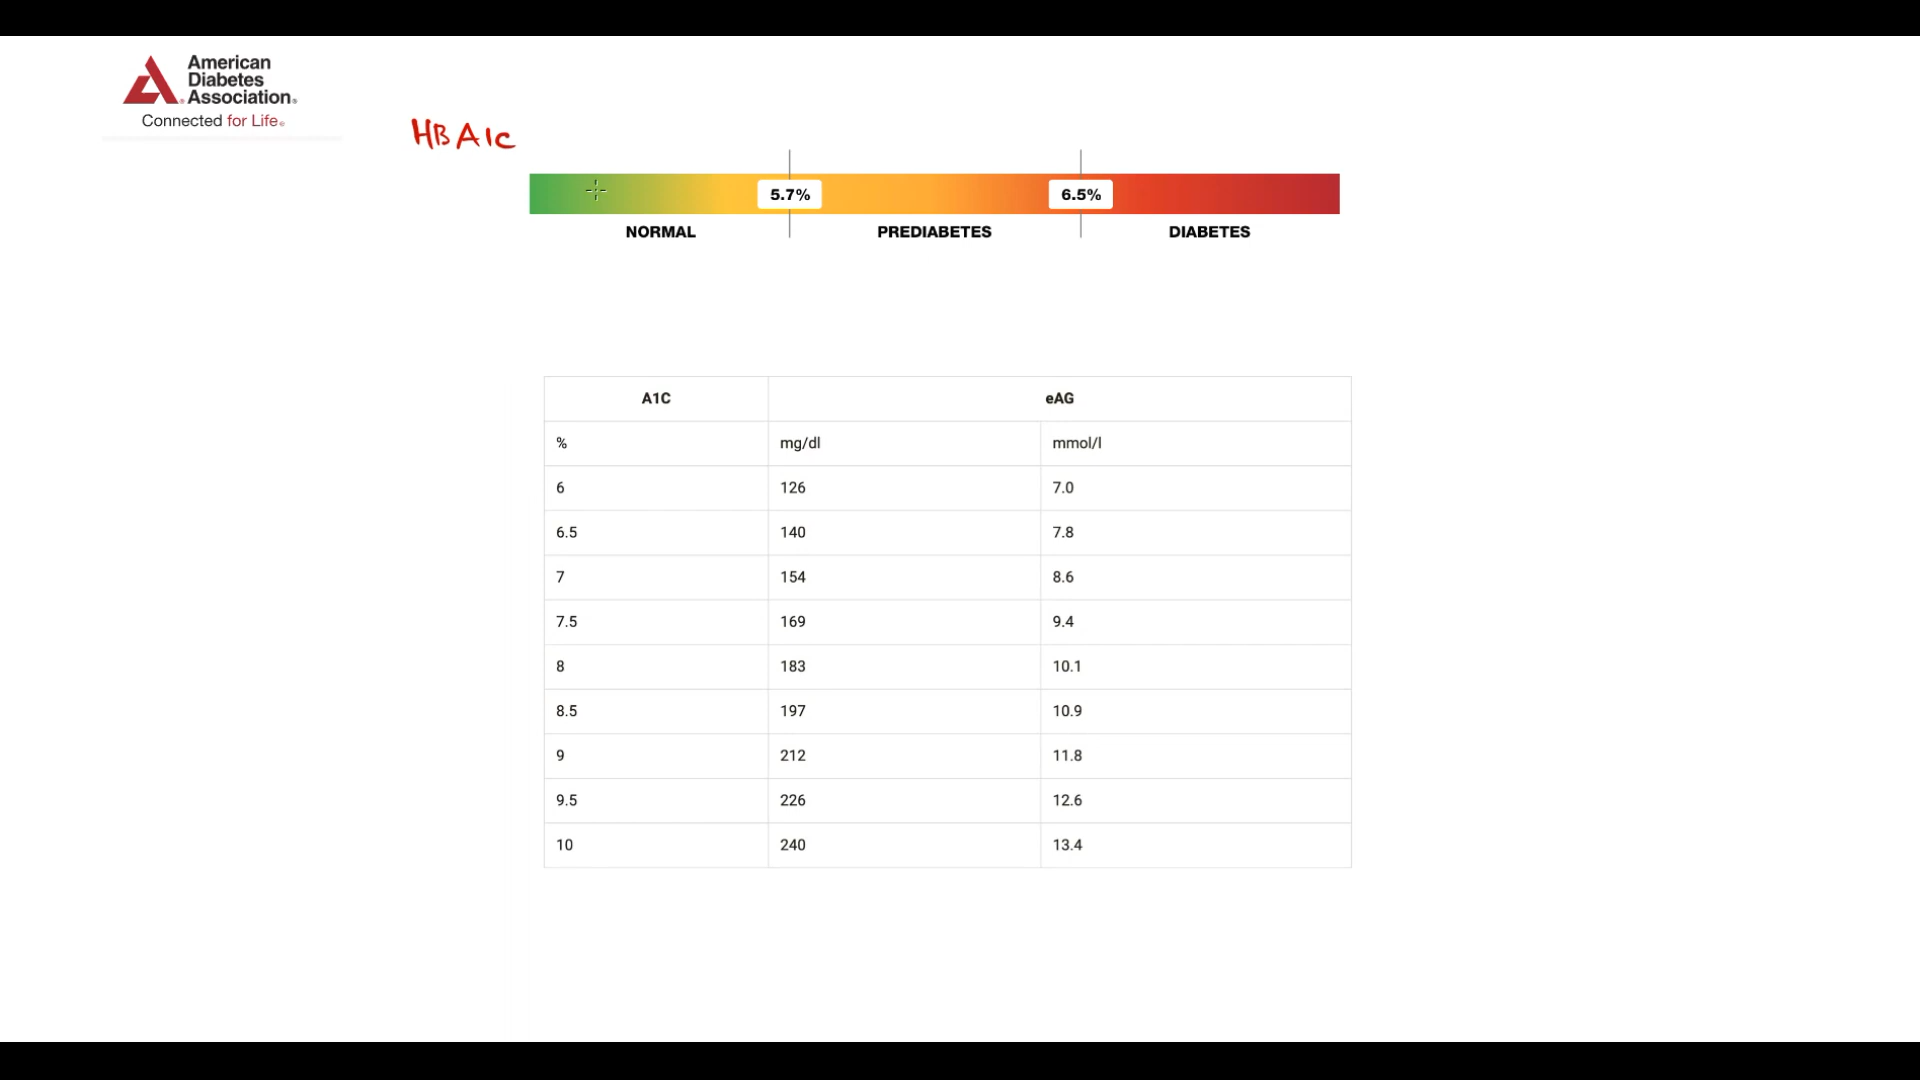 American
Diabetes
Association®
Connected for Life®
HBA1c
5.7% 6.5%
NORMAL PREDIABETES DIABETES
A1C eAG
% mg/dl mmol/l
6 126 7.0
6.5 140 7.8
7 154 8.6
7.5 169 9.4
8 183 10.1
8.5 197 10.9
9 212 11.8
9.5 226 12.6
10 240 13.4